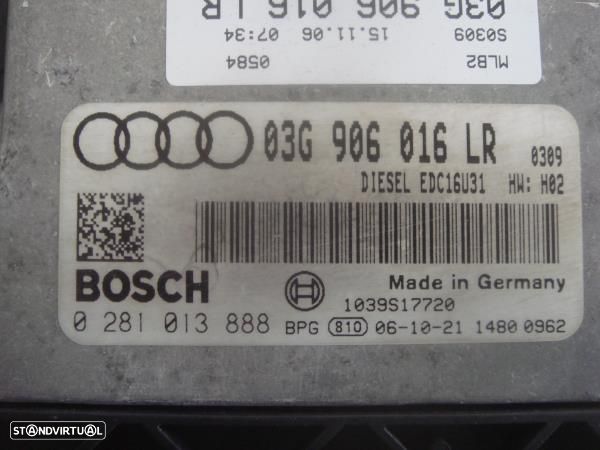 03G 906 016 LR
15.11.06 07:34 S0309
0584 MLB2
03G 906 016 LR 0309
DIESEL EDC16U31 HW: H02
BOSCH
Made in Germany
1039S17720
0 281 013 888 BPG 810 06-10-21 1480 0962
STANDVIRTUAL